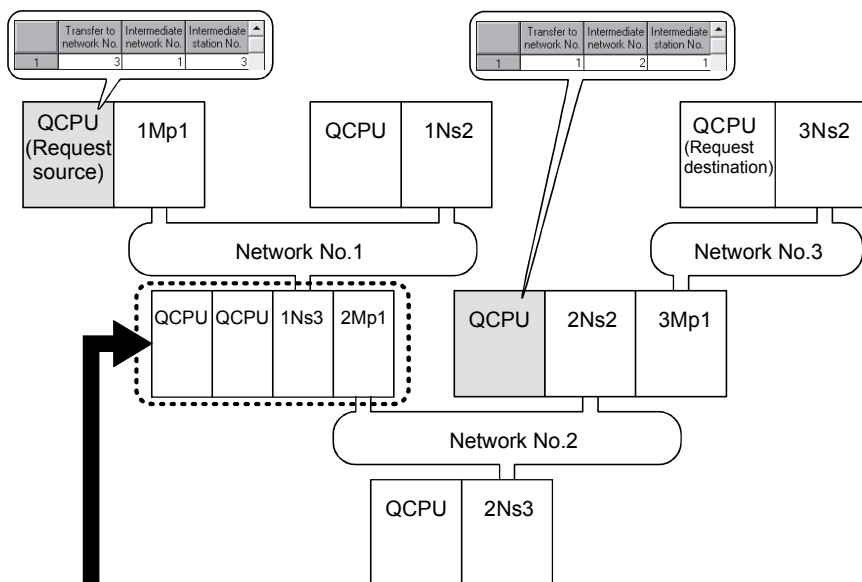 Transfer to network No. Intermediate network No. Intermediate station No.
1 3 1 3
Transfer to network No. Intermediate network No. Intermediate station No.
1 1 2 1
QCPU
(Request
source)
1Mp1
QCPU
1Ns2
QCPU
(Request
destination)
3Ns2
Network No.1
Network No.3
QCPU
QCPU
1Ns3
2Mp1
QCPU
2Ns2
3Mp1
Network No.2
QCPU
2Ns3